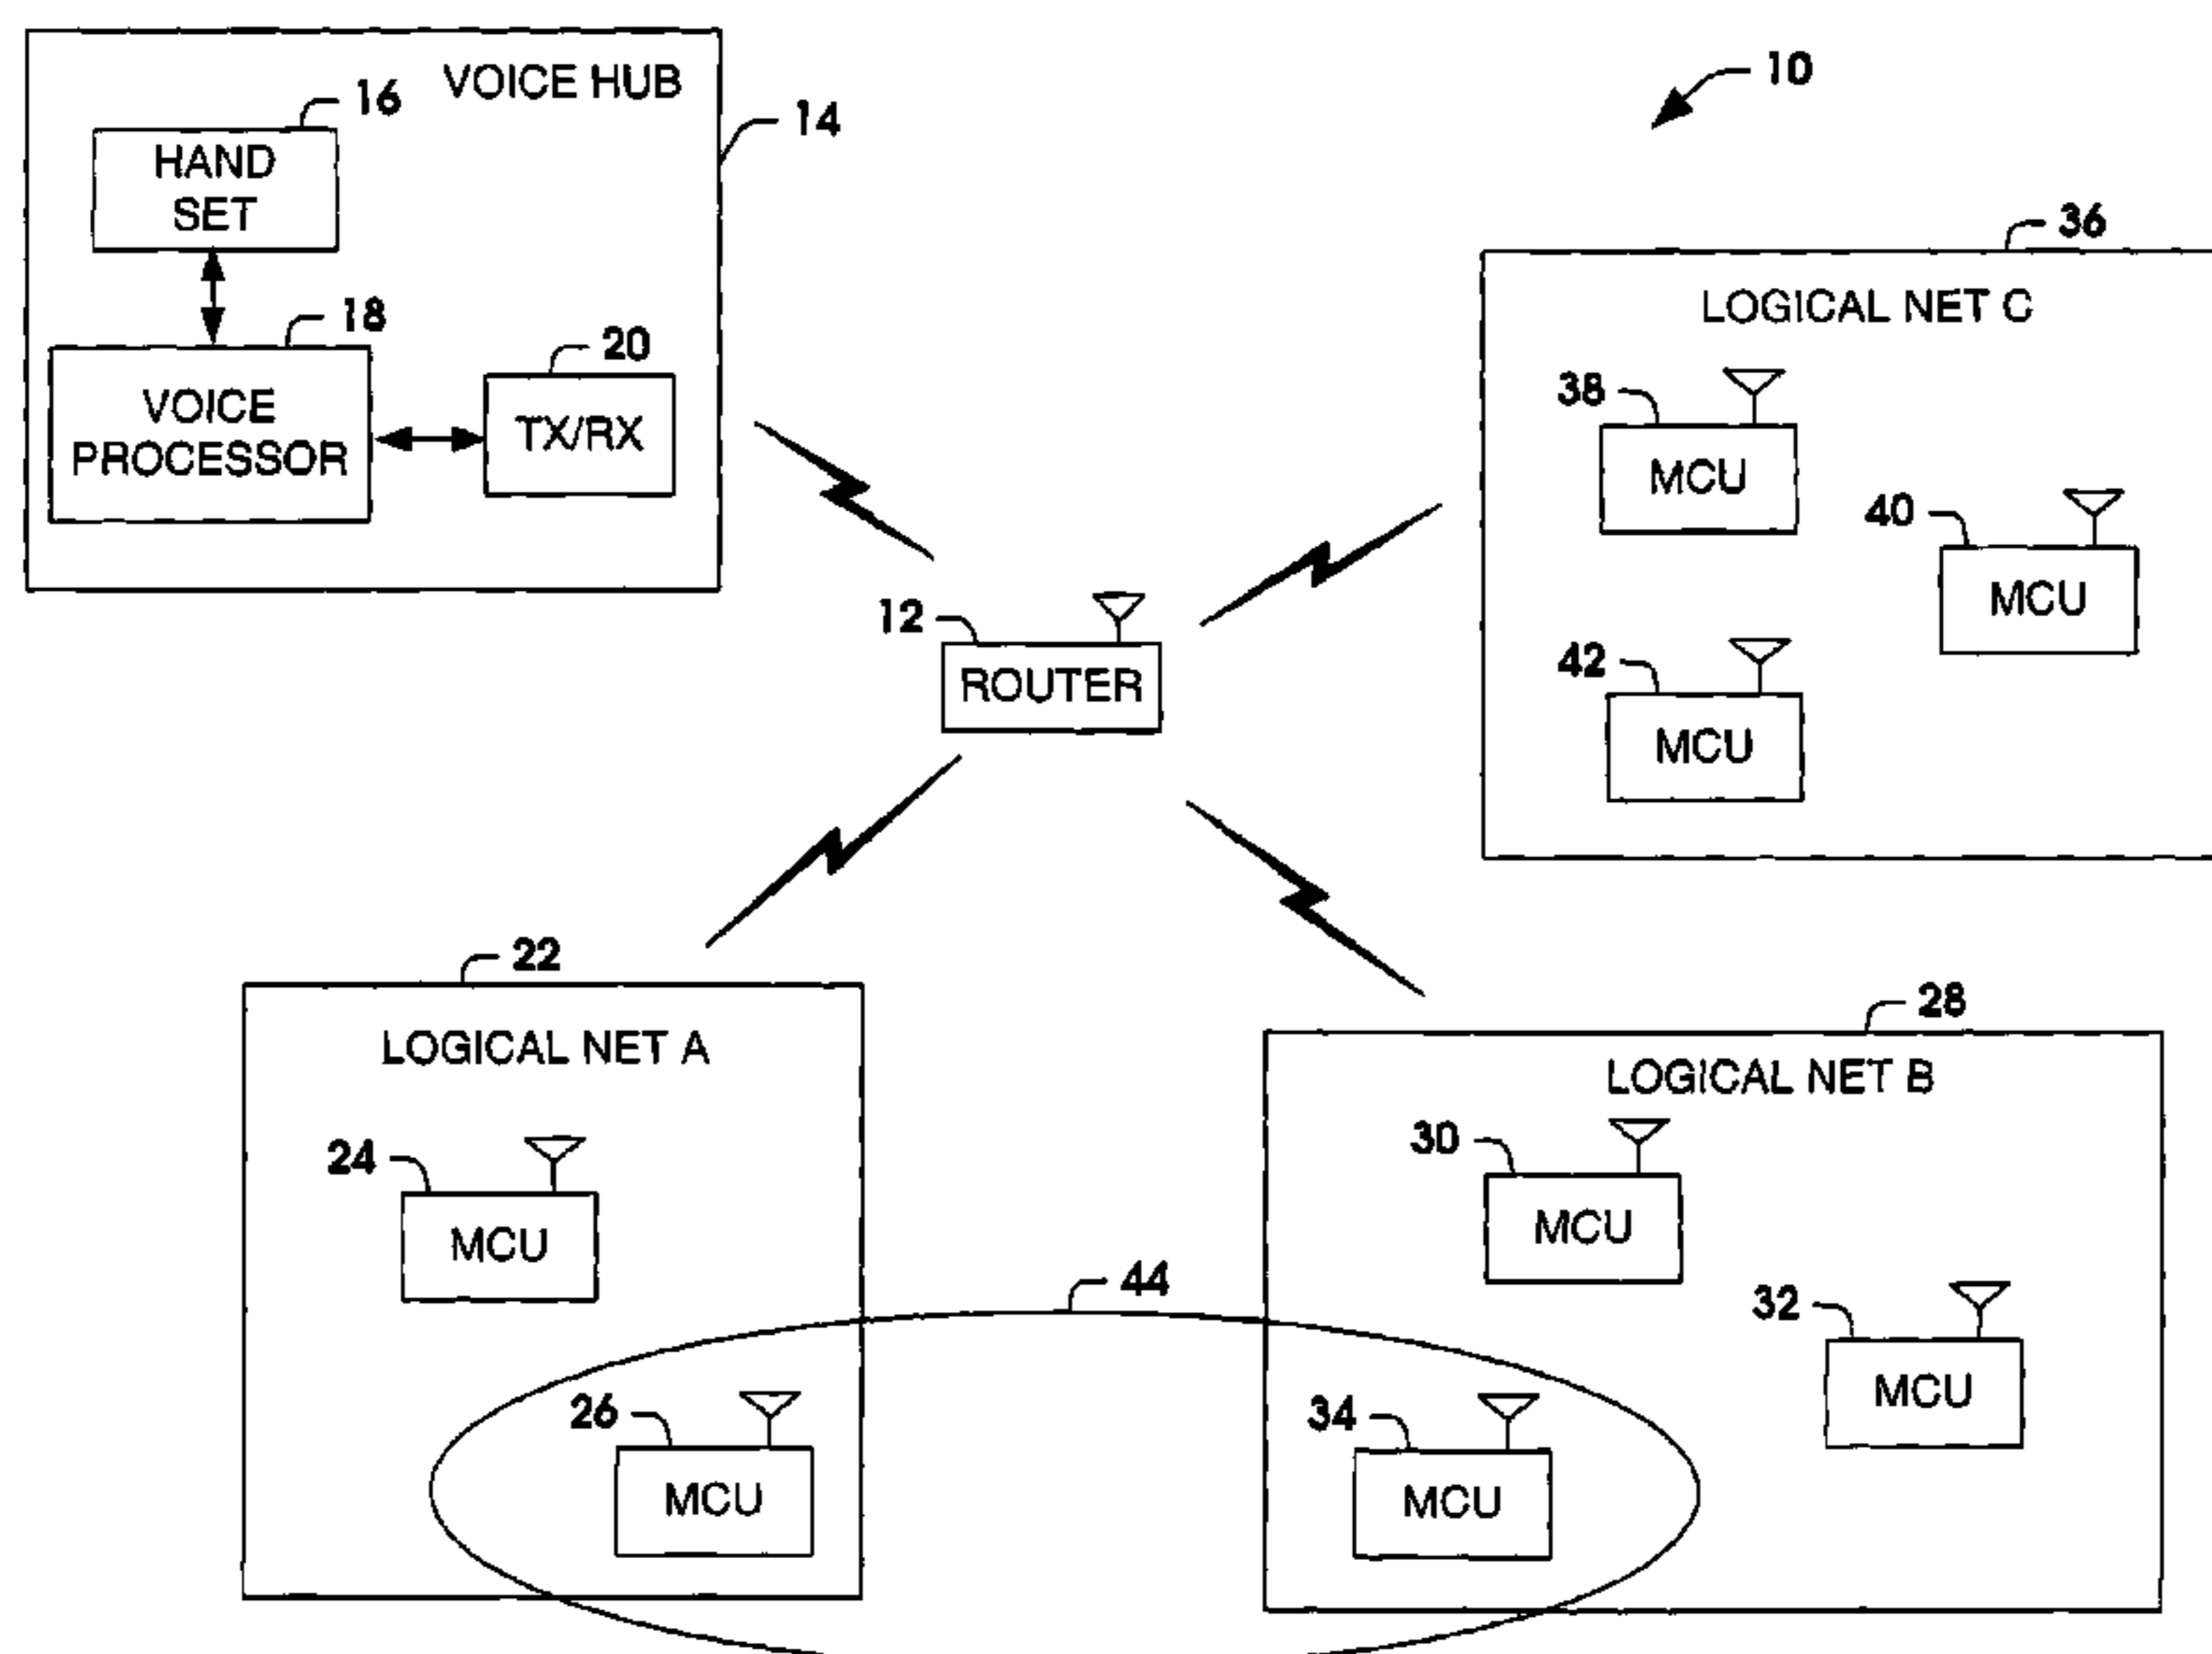 VOICE HUB
16
HAND
SET
14
18
VOICE
PROCESSOR
20
TX/RX
10
36
LOGICAL NET C
38
MCU
40
MCU
42
MCU
12
ROUTER
22
LOGICAL NET A
24
MCU
26
MCU
44
28
LOGICAL NET B
30
MCU
32
MCU
34
MCU